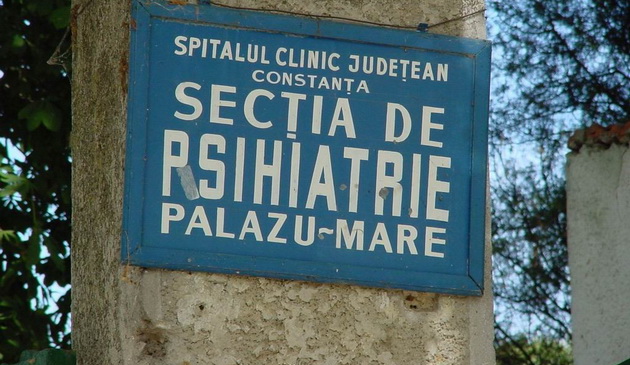 SPITALUL CLINIC JUDEȚEAN
CONSTANȚA
SECȚIA DE
PSIHIATRIE
PALAZU-MARE